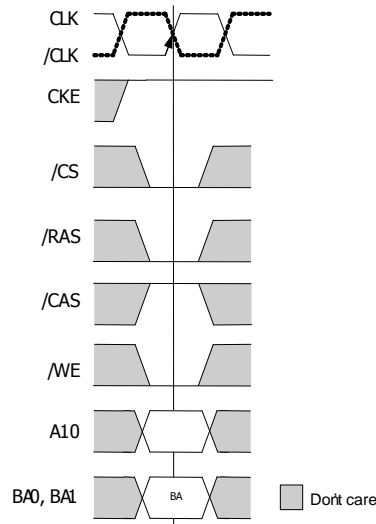 CLK
/CLK
CKE
/CS
/RAS
/CAS
/WE
A10
BA0, BA1
BA
Don't care